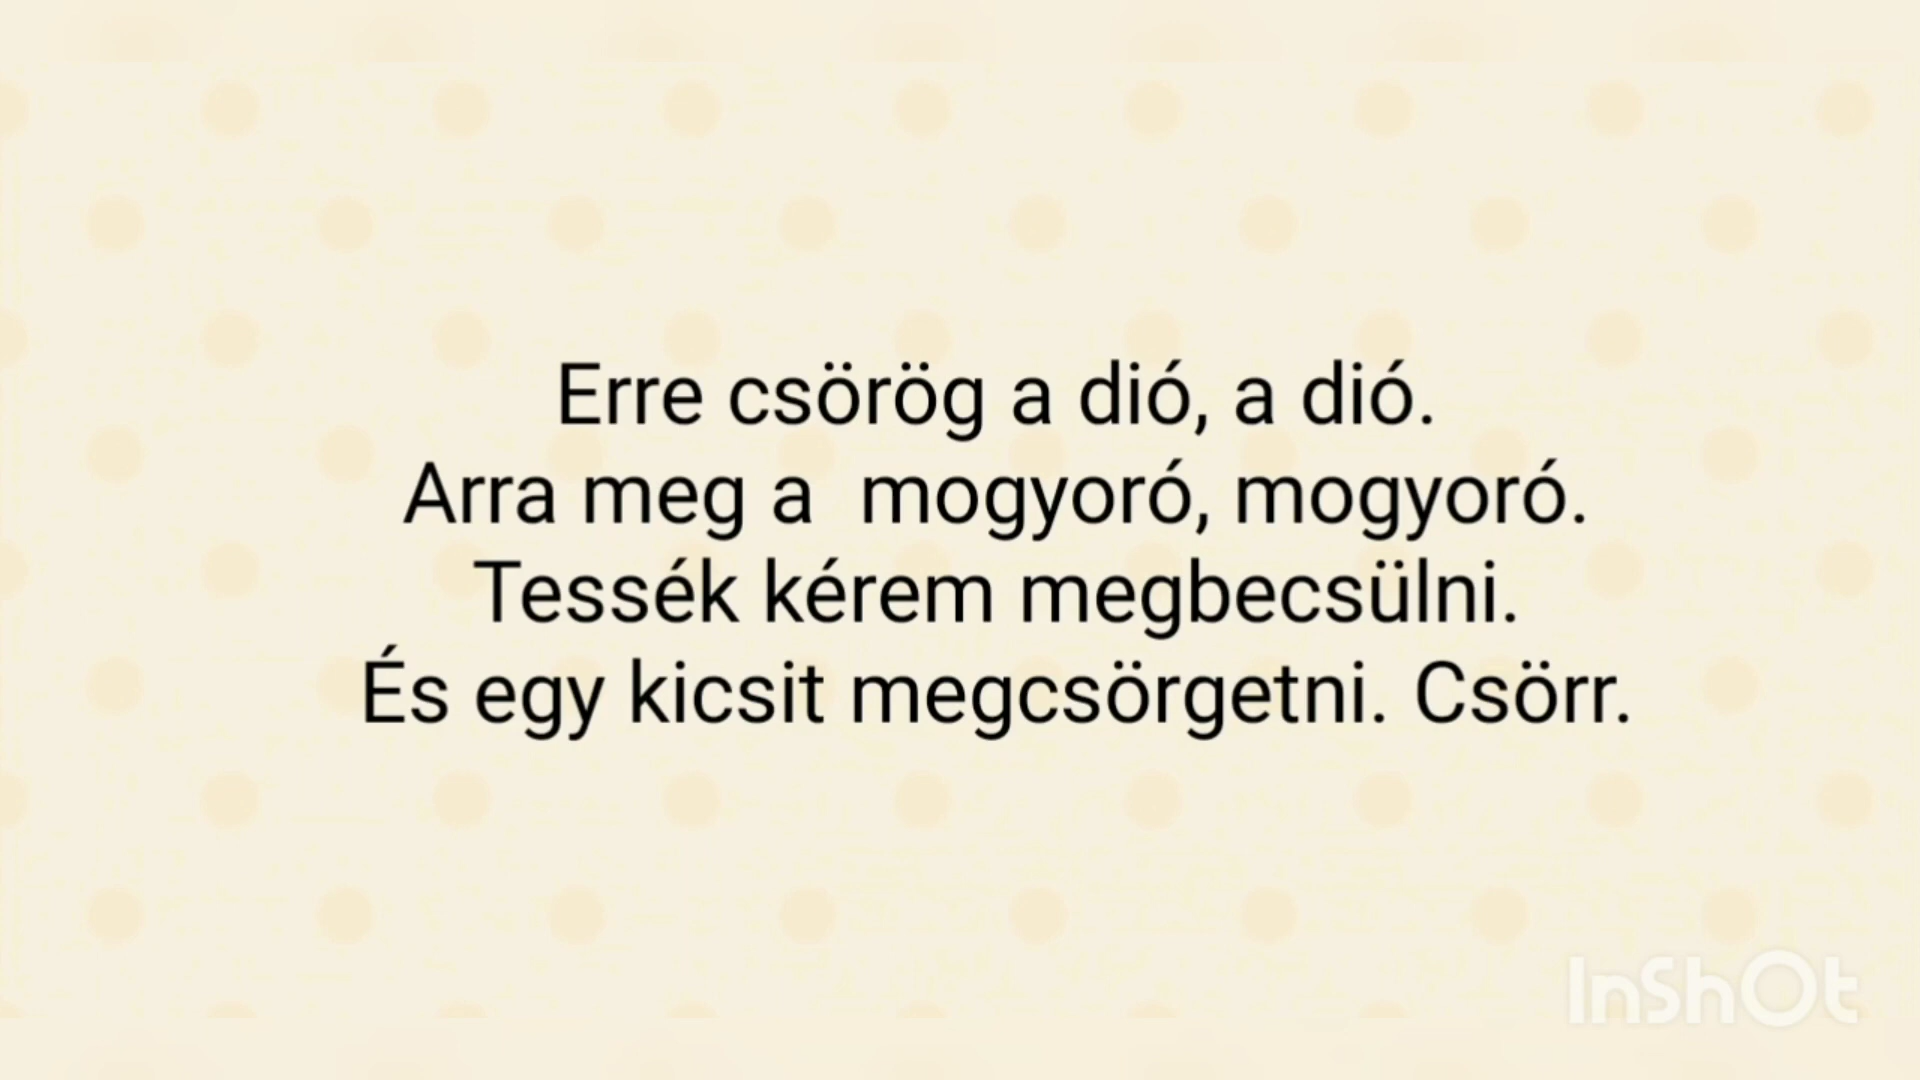 Erre csörög a dió, a dió.
Arra meg a  mogyoró, mogyoró.
Tessék kérem megbecsülni.
És egy kicsit megcsörgetni. Csörr.
InShOt